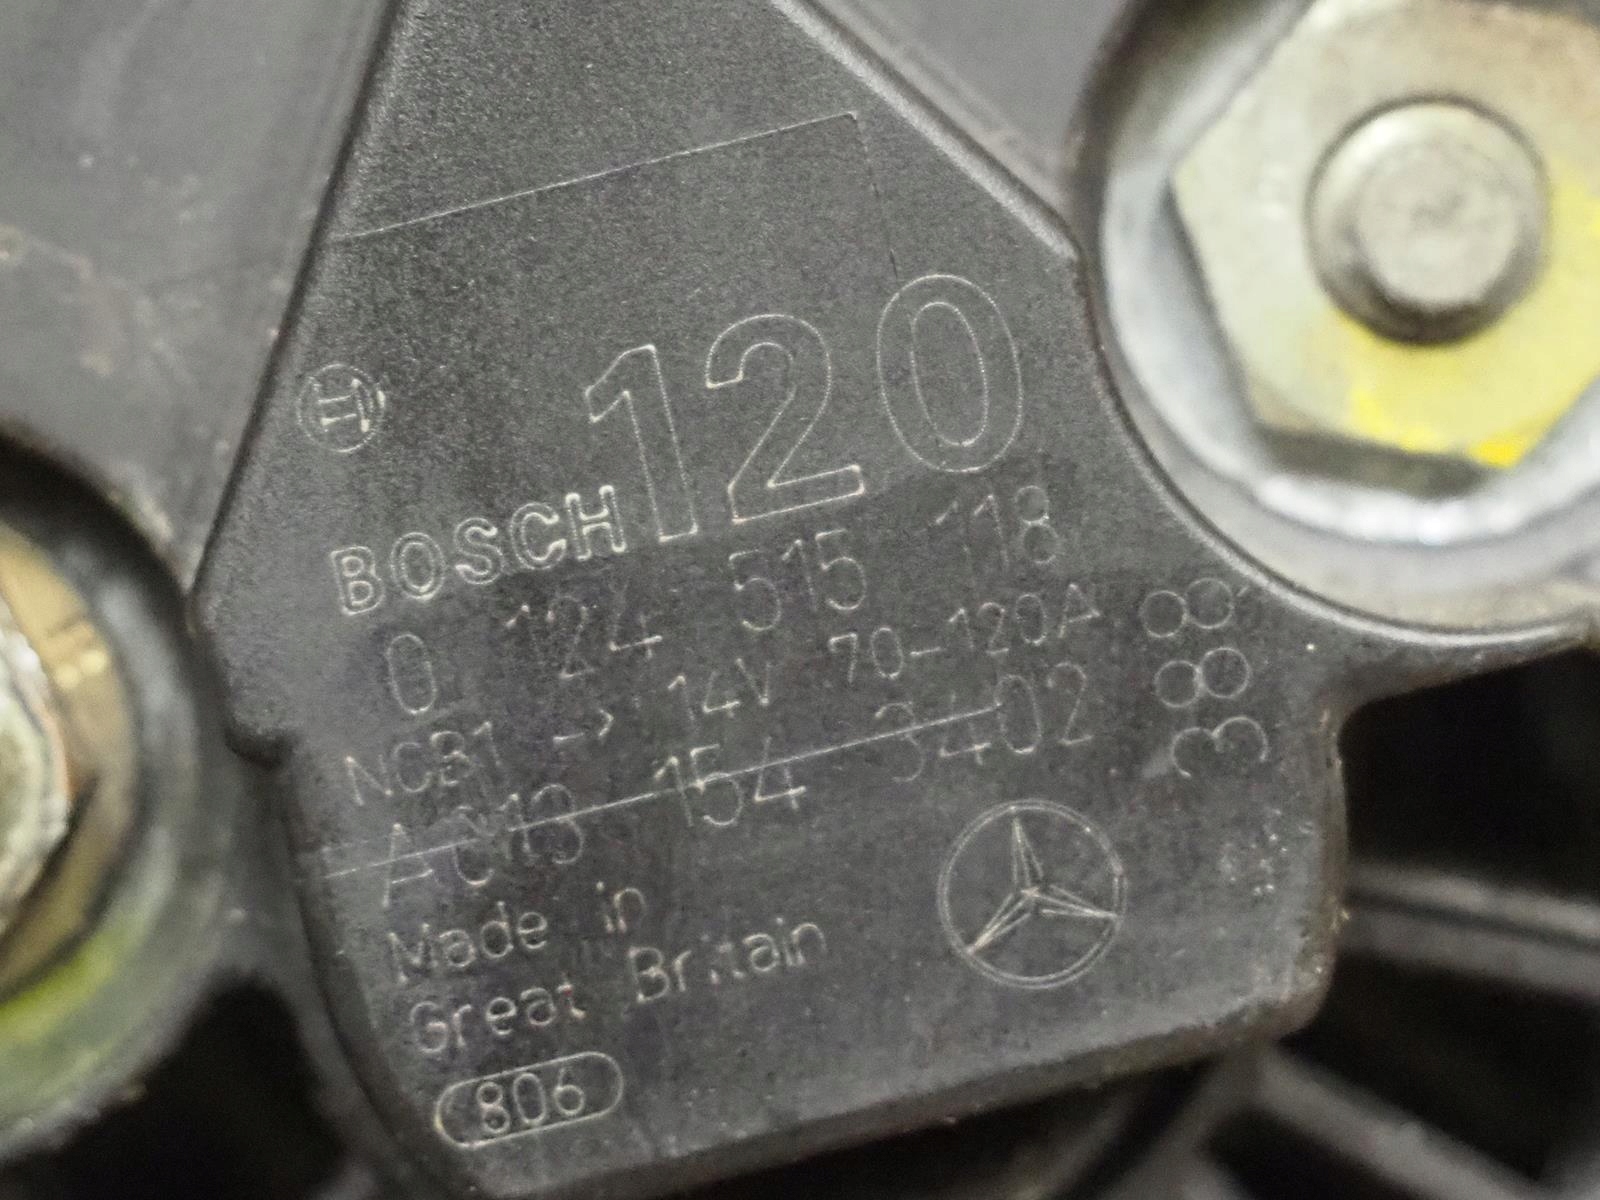 120
BOSCH
0 124 515 118
NCB1 -> 14V 70-120A
A 013 154 3402
Made in
Great Britain
806